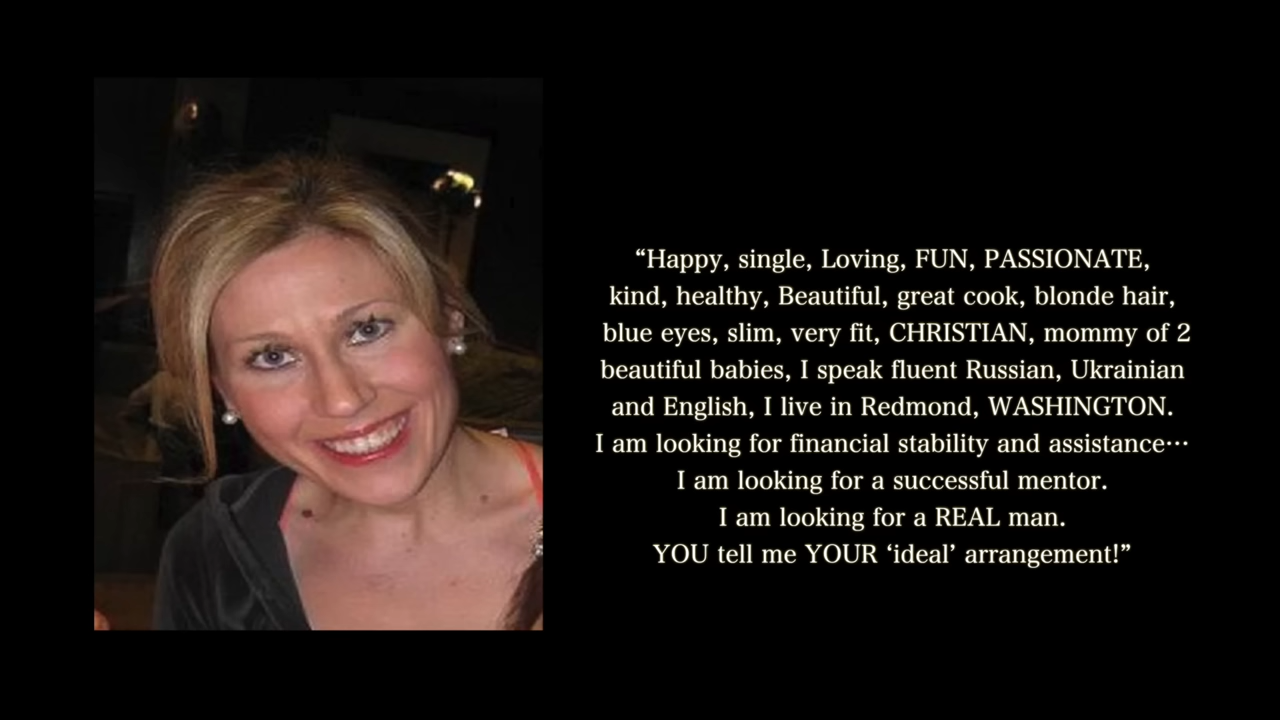 “Happy, single, Loving, FUN, PASSIONATE,
kind, healthy, Beautiful, great cook, blonde hair,
blue eyes, slim, very fit, CHRISTIAN, mommy of 2
beautiful babies, I speak fluent Russian, Ukrainian
and English, I live in Redmond, WASHINGTON.
I am looking for financial stability and assistance⋯
I am looking for a successful mentor.
I am looking for a REAL man.
YOU tell me YOUR ‘ideal’ arrangement!”